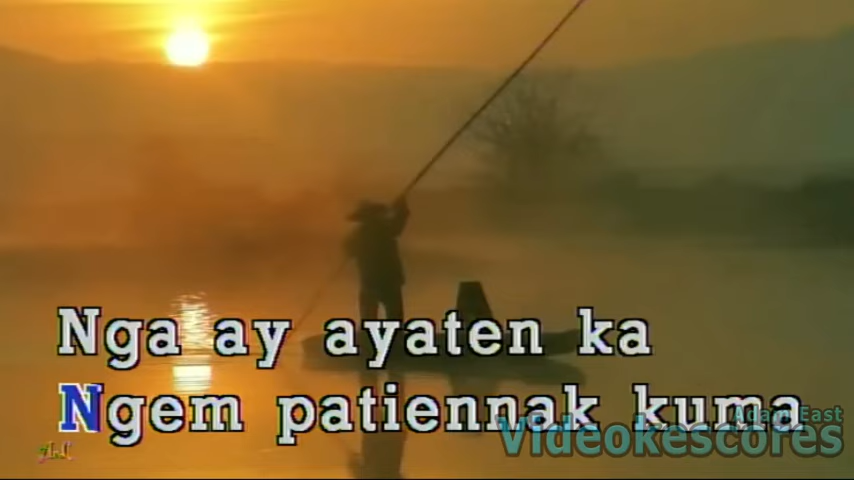 Nga ay ayaten ka
Ngem patiennak kuma
Adam East
Videokescores